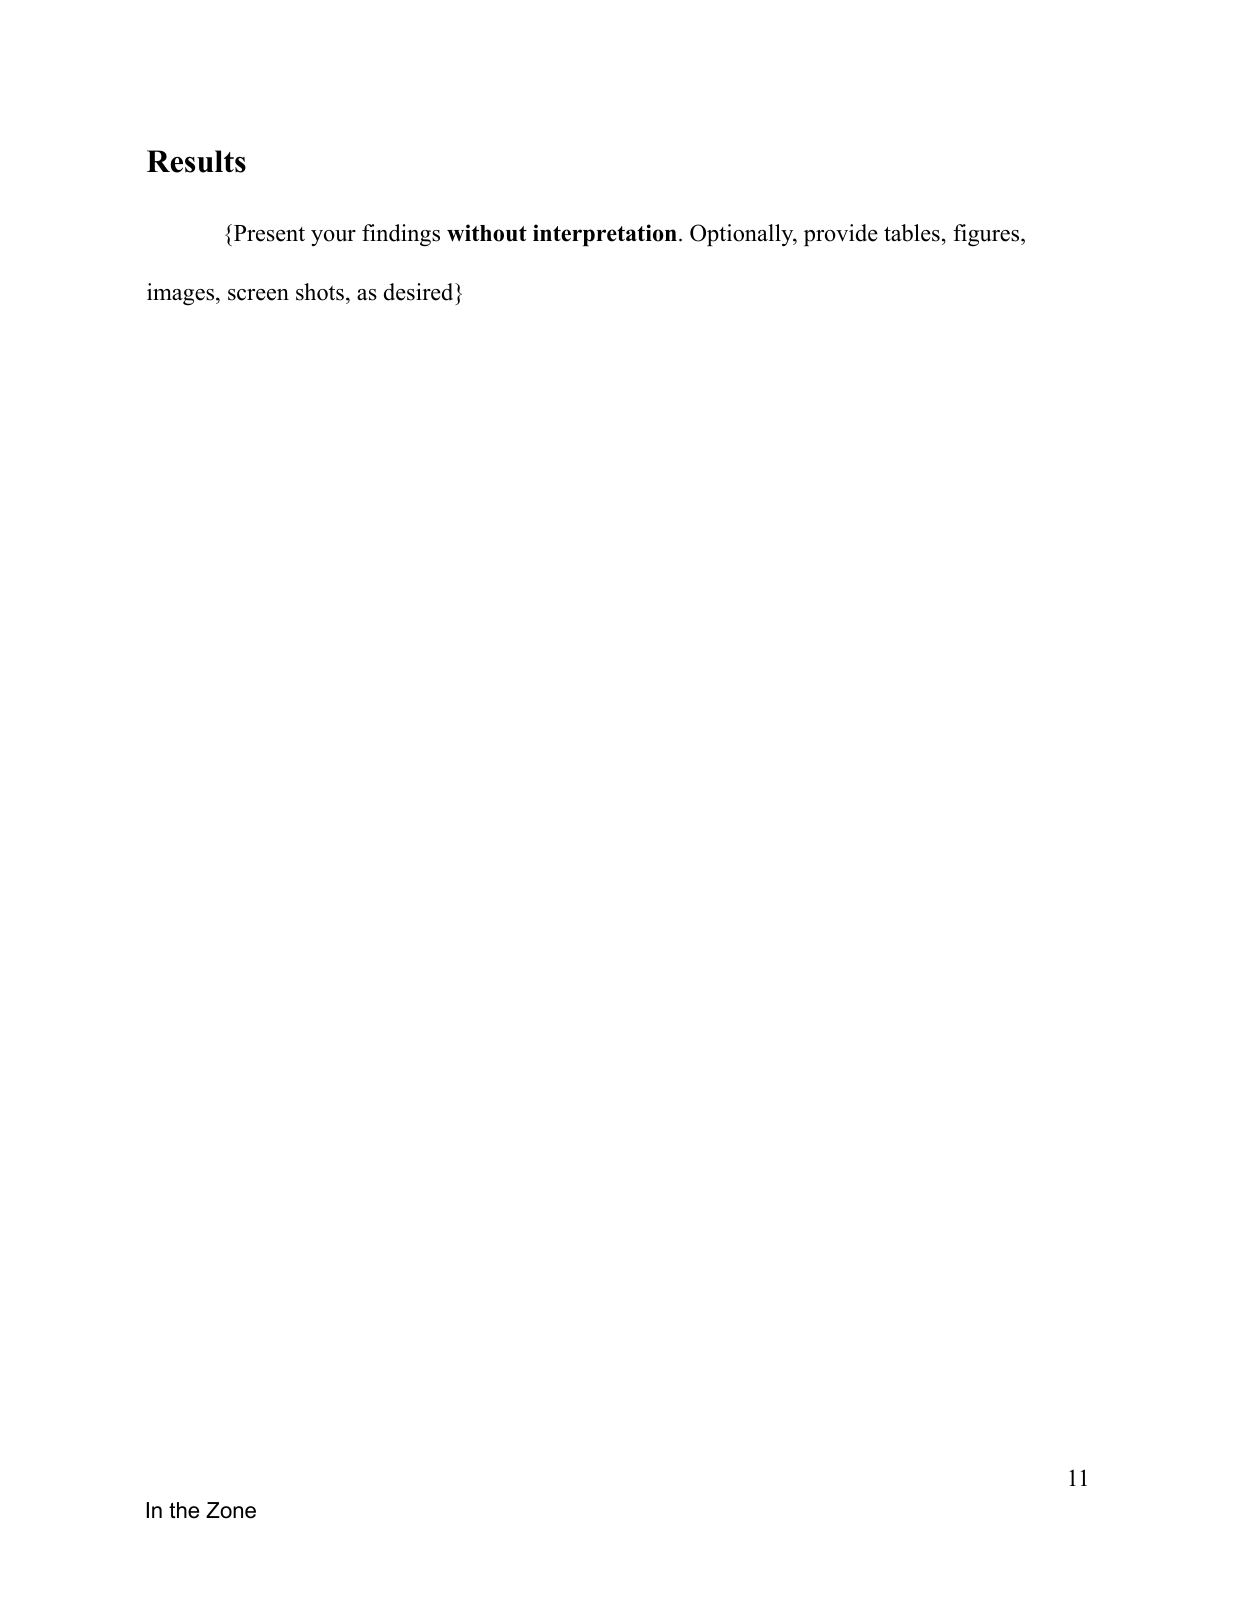 Results
{Present your findings without interpretation. Optionally, provide tables, figures,
images, screen shots, as desired}
11
In the Zone